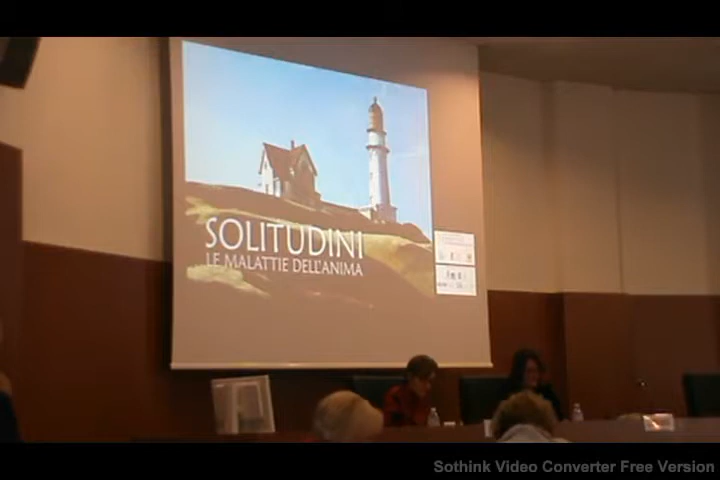 SOLITUDINI
LE MALATTIE DELL'ANIMA
Sothink Video Converter Free Version